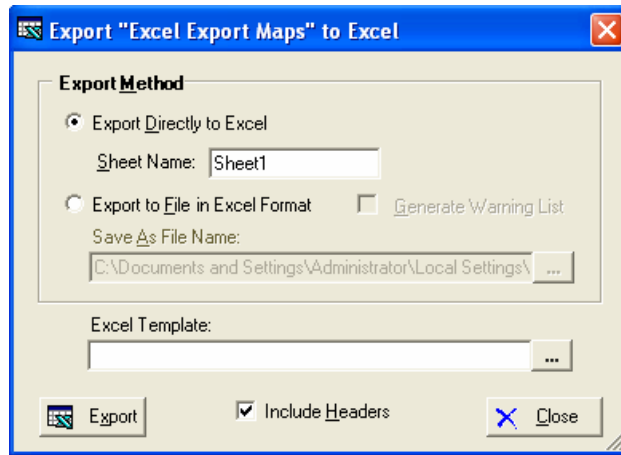 Export "Excel Export Maps" to Excel
Export Method
Export Directly to Excel
Sheet Name: Sheet1
Export to File in Excel Format Generate Warning List
Save As File Name:
C:\Documents and Settings\Administrator\Local Settings\ ...
Excel Template:
...
Export Include Headers Close